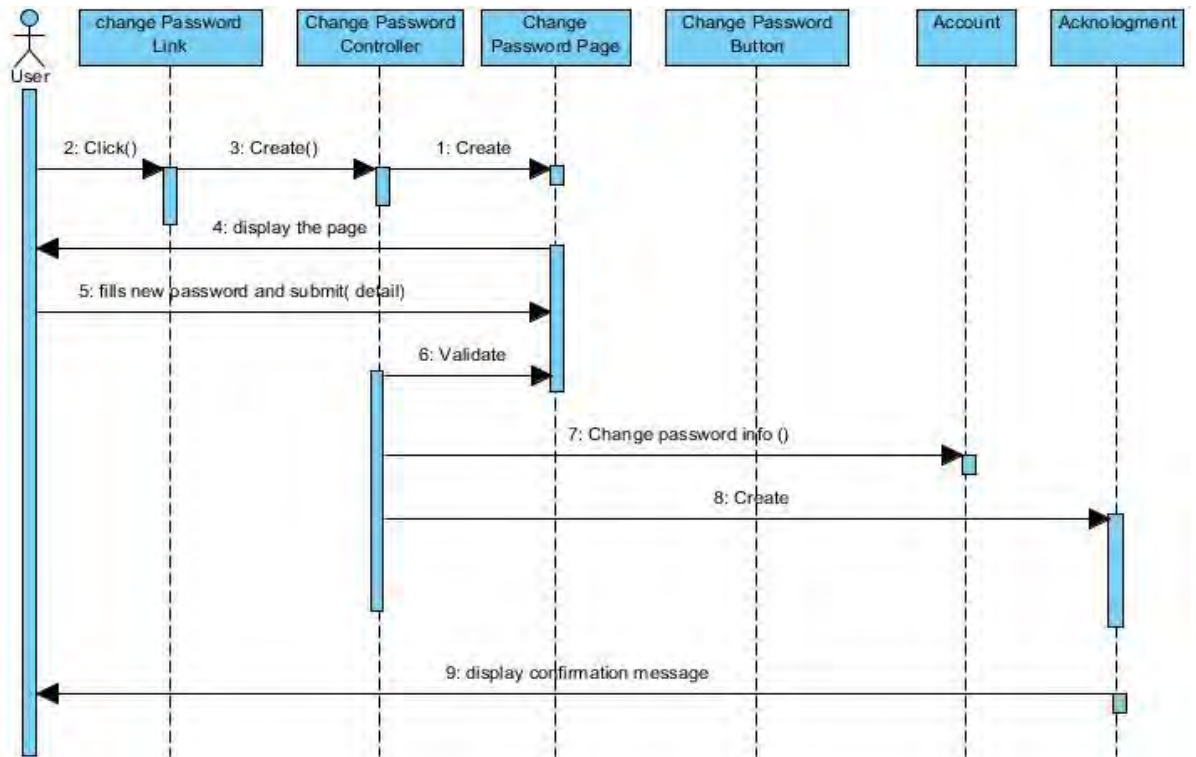 change Password
Link
Change Password
Controller
Change
Password Page
Change Password
Button
Account
Acknologment
User
2: Click()
3: Create()
1: Create
4: display the page
5: fills new password and submit( detail)
6: Validate
7: Change password info ()
8: Create
9: display confirmation message